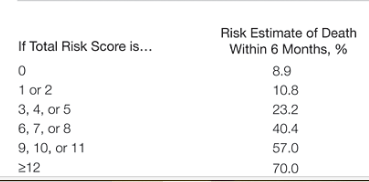 Risk Estimate of Death
If Total Risk Score is... Within 6 Months, %
0 8.9
1 or 2 10.8
3, 4, or 5 23.2
6, 7, or 8 40.4
9, 10, or 11 57.0
≥12 70.0